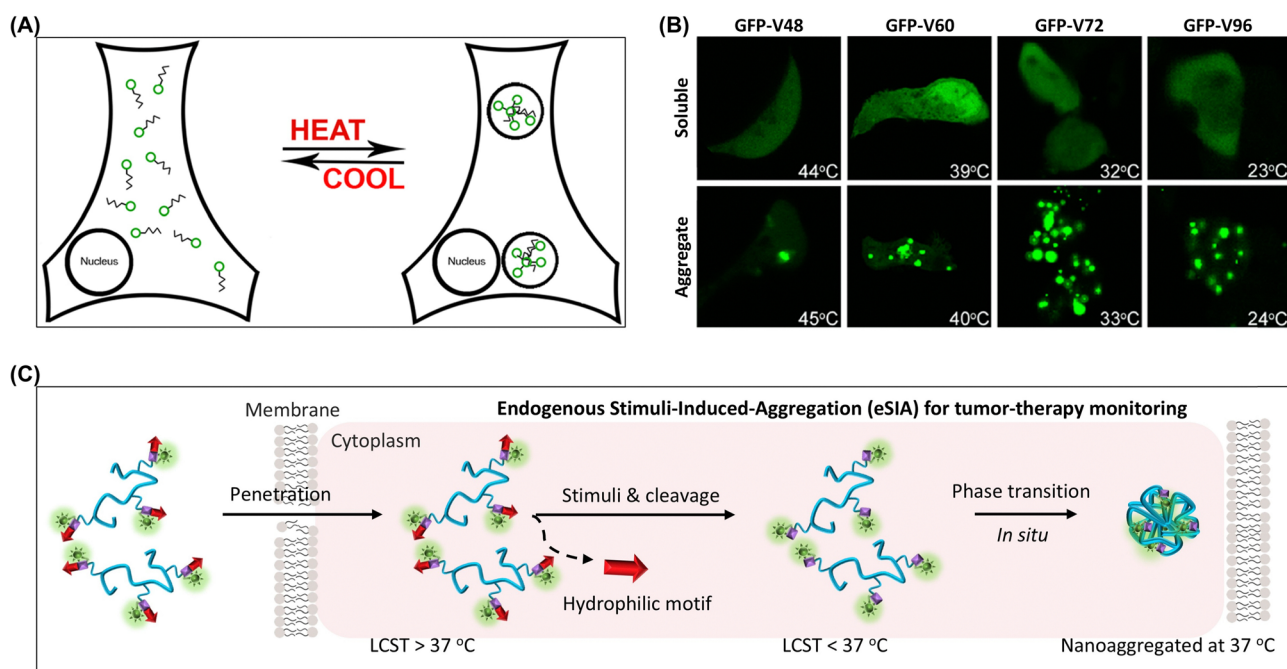 (A)
HEAT
COOL
Nucleus
Nucleus
(B)
GFP-V48 GFP-V60 GFP-V72 GFP-V96
Soluble
44°C 39°C 32°C 23°C
Aggregate
45°C 40°C 33°C 24°C
(C)
Endogenous Stimuli-Induced-Aggregation (eSIA) for tumor-therapy monitoring
Membrane
Cytoplasm
Penetration
Stimuli & cleavage
Phase transition
In situ
Hydrophilic motif
LCST > 37 °C
LCST < 37 °C
Nanoaggregated at 37 °C